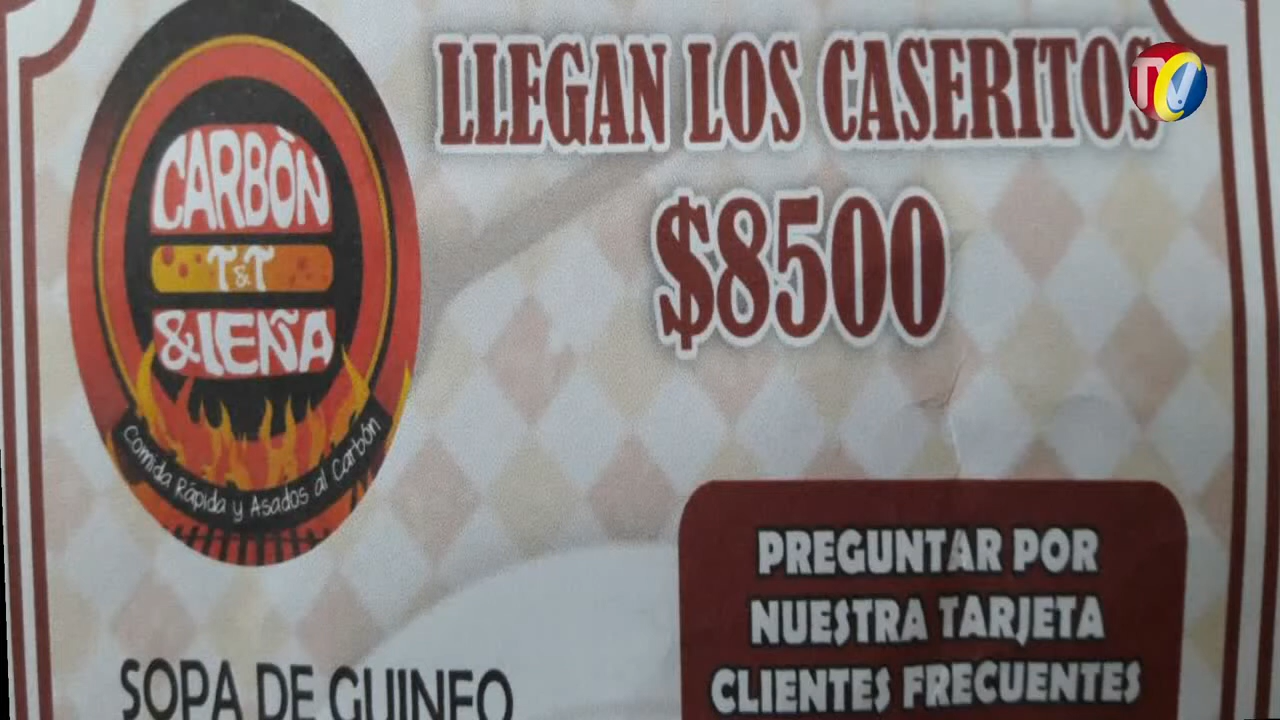 LLEGAN LOS CASERITOS
TV!
$8500
CARBÒN
T&T
&lEÑA
Comida Rápida y Asados al Carbón
PREGUNTAR POR
NUESTRA TARJETA
CLIENTES FRECUENTES
SOPA DE GUINEO